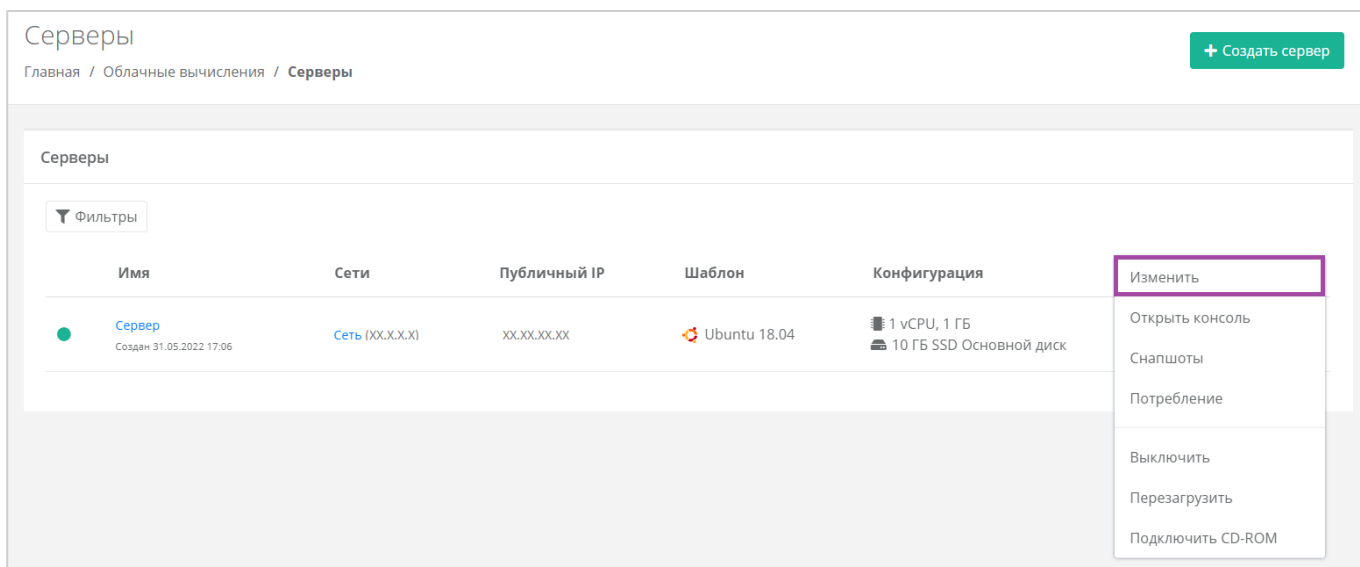 Серверы
+ Создать сервер
Главная / Облачные вычисления / Серверы
Серверы
Фильтры
Имя Сети Публичный IP Шаблон Конфигурация
Сервер
Создан 31.05.2022 17:06
Сеть (XX.X.X.X)
XX.XX.XX.XX
Ubuntu 18.04
1 vCPU, 1 ГБ
10 ГБ SSD Основной диск
Изменить
Открыть консоль
Снапшоты
Потребление
Выключить
Перезагрузить
Подключить CD-ROM